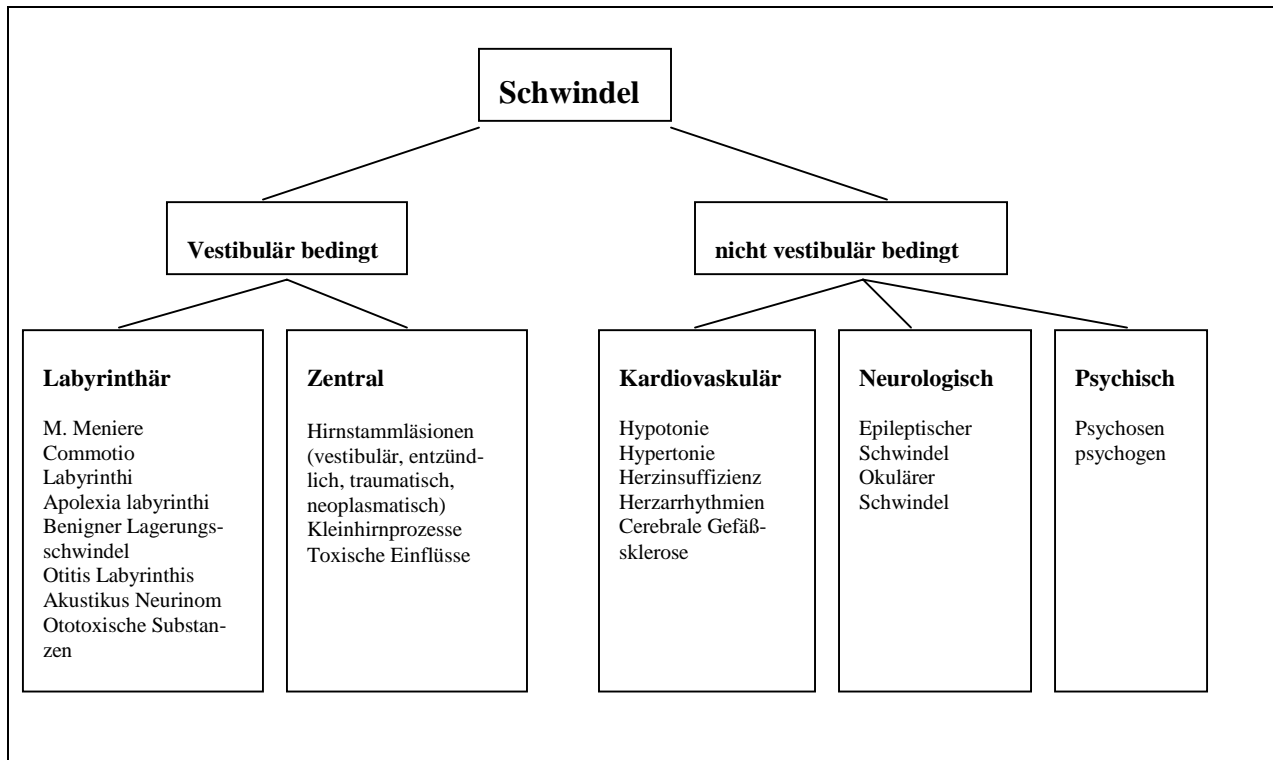 Schwindel
Vestibulär bedingt
nicht vestibulär bedingt
Labyrinthär
M. Meniere
Commotio
Labyrinthi
Apolexia labyrinthi
Benigner Lagerungs-
schwindel
Otitis Labyrinthis
Akustikus Neurinom
Ototoxische Substan-
zen
Zentral
Hirnstammläsionen
(vestibulär, entzünd-
lich, traumatisch,
neoplasmatisch)
Kleinhirnprozesse
Toxische Einflüsse
Kardiovaskulär
Hypotonie
Hypertonie
Herzinsuffizienz
Herzarrhythmien
Cerebrale Gefäß-
sklerose
Neurologisch
Epileptischer
Schwindel
Okulärer
Schwindel
Psychisch
Psychosen
psychogen